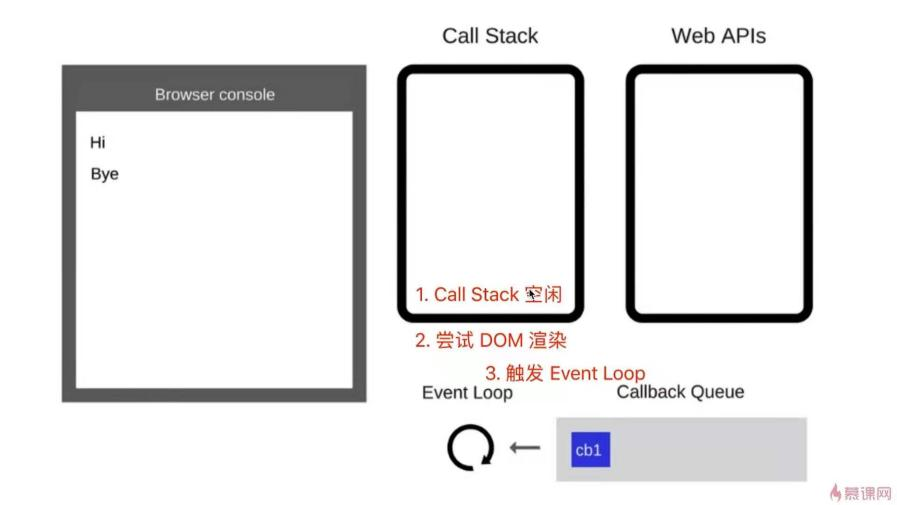 Call Stack
Web APIs
Browser console
Hi
Bye
1. Call Stack 空闲
2. 尝试 DOM 渲染
3. 触发 Event Loop
Event Loop
Callback Queue
cb1
慕课网